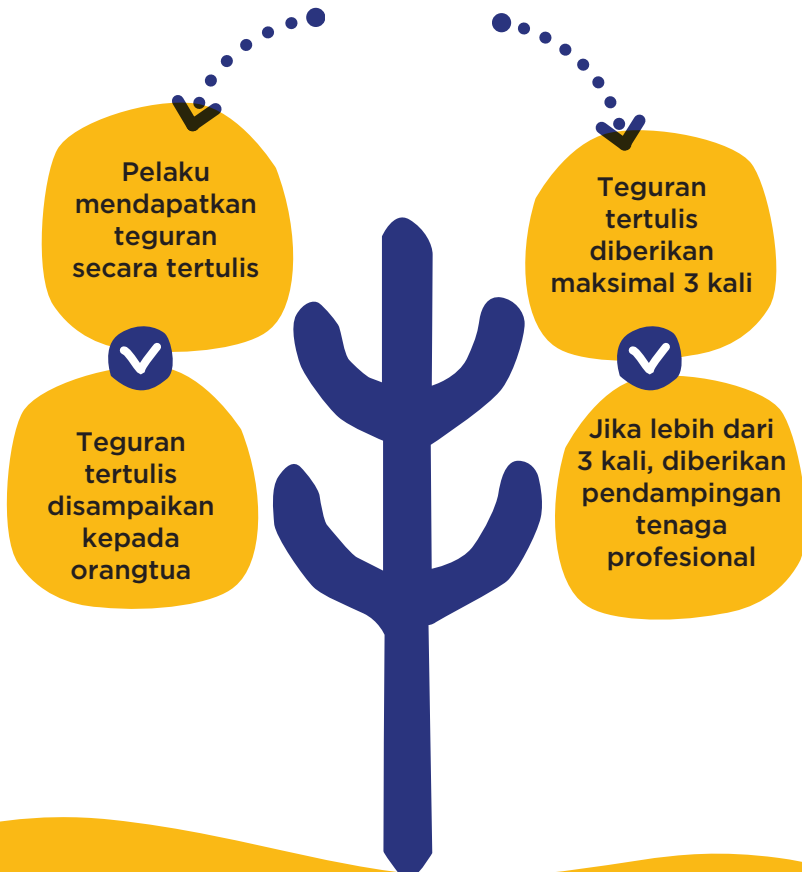 Pelaku
mendapatkan
teguran
secara tertulis
Teguran
tertulis
disampaikan
kepada
orangtua
Teguran
tertulis
diberikan
maksimal 3 kali
Jika lebih dari
3 kali, diberikan
pendampingan
tenaga
profesional